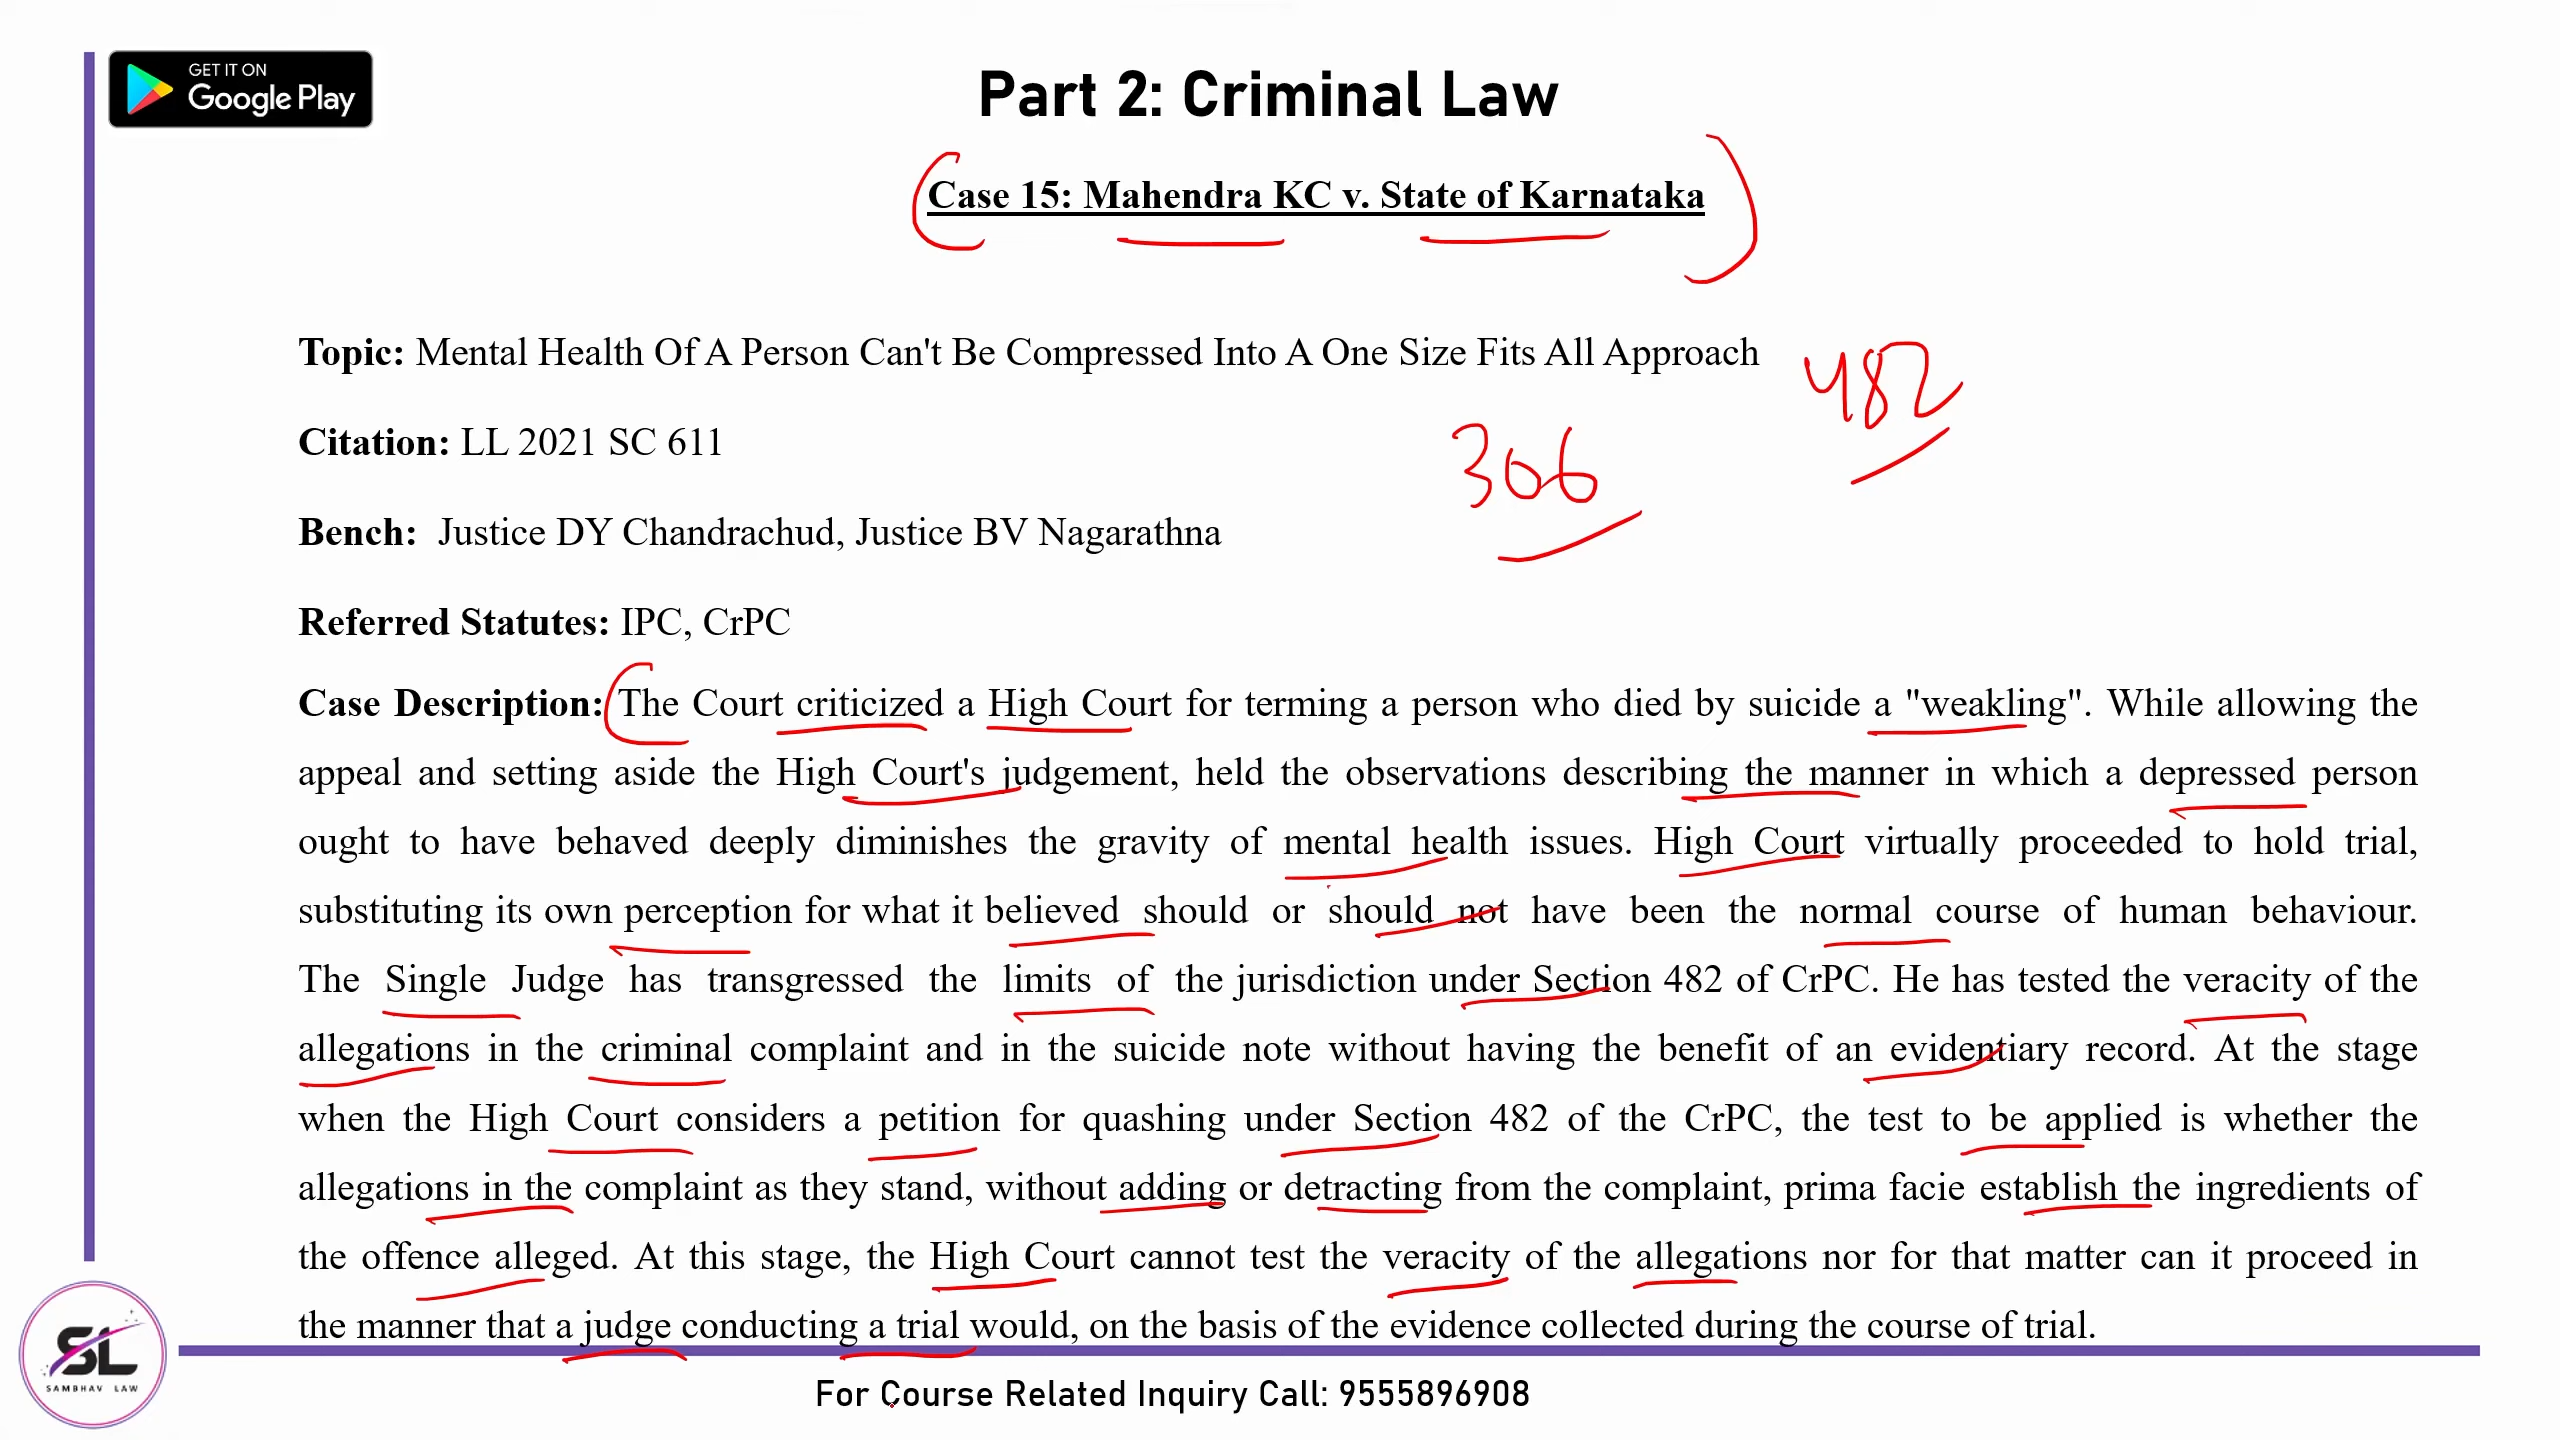 GET IT ON
Google Play
Part 2: Criminal Law
Case 15: Mahendra KC v. State of Karnataka
Topic: Mental Health Of A Person Can't Be Compressed Into A One Size Fits All Approach
482
Citation: LL 2021 SC 611
306
Bench: Justice DY Chandrachud, Justice BV Nagarathna
Referred Statutes: IPC, CrPC
Case Description: The Court criticized a High Court for terming a person who died by suicide a "weakling". While allowing the
appeal and setting aside the High Court's judgement, held the observations describing the manner in which a depressed person
ought to have behaved deeply diminishes the gravity of mental health issues. High Court virtually proceeded to hold trial,
substituting its own perception for what it believed should or should not have been the normal course of human behaviour.
The Single Judge has transgressed the limits of the jurisdiction under Section 482 of CrPC. He has tested the veracity of the
allegations in the criminal complaint and in the suicide note without having the benefit of an evidentiary record. At the stage
when the High Court considers a petition for quashing under Section 482 of the CrPC, the test to be applied is whether the
allegations in the complaint as they stand, without adding or detracting from the complaint, prima facie establish the ingredients of
the offence alleged. At this stage, the High Court cannot test the veracity of the allegations nor for that matter can it proceed in
the manner that a judge conducting a trial would, on the basis of the evidence collected during the course of trial.
SL
SAMBHAV LAW
For Course Related Inquiry Call: 9555896908